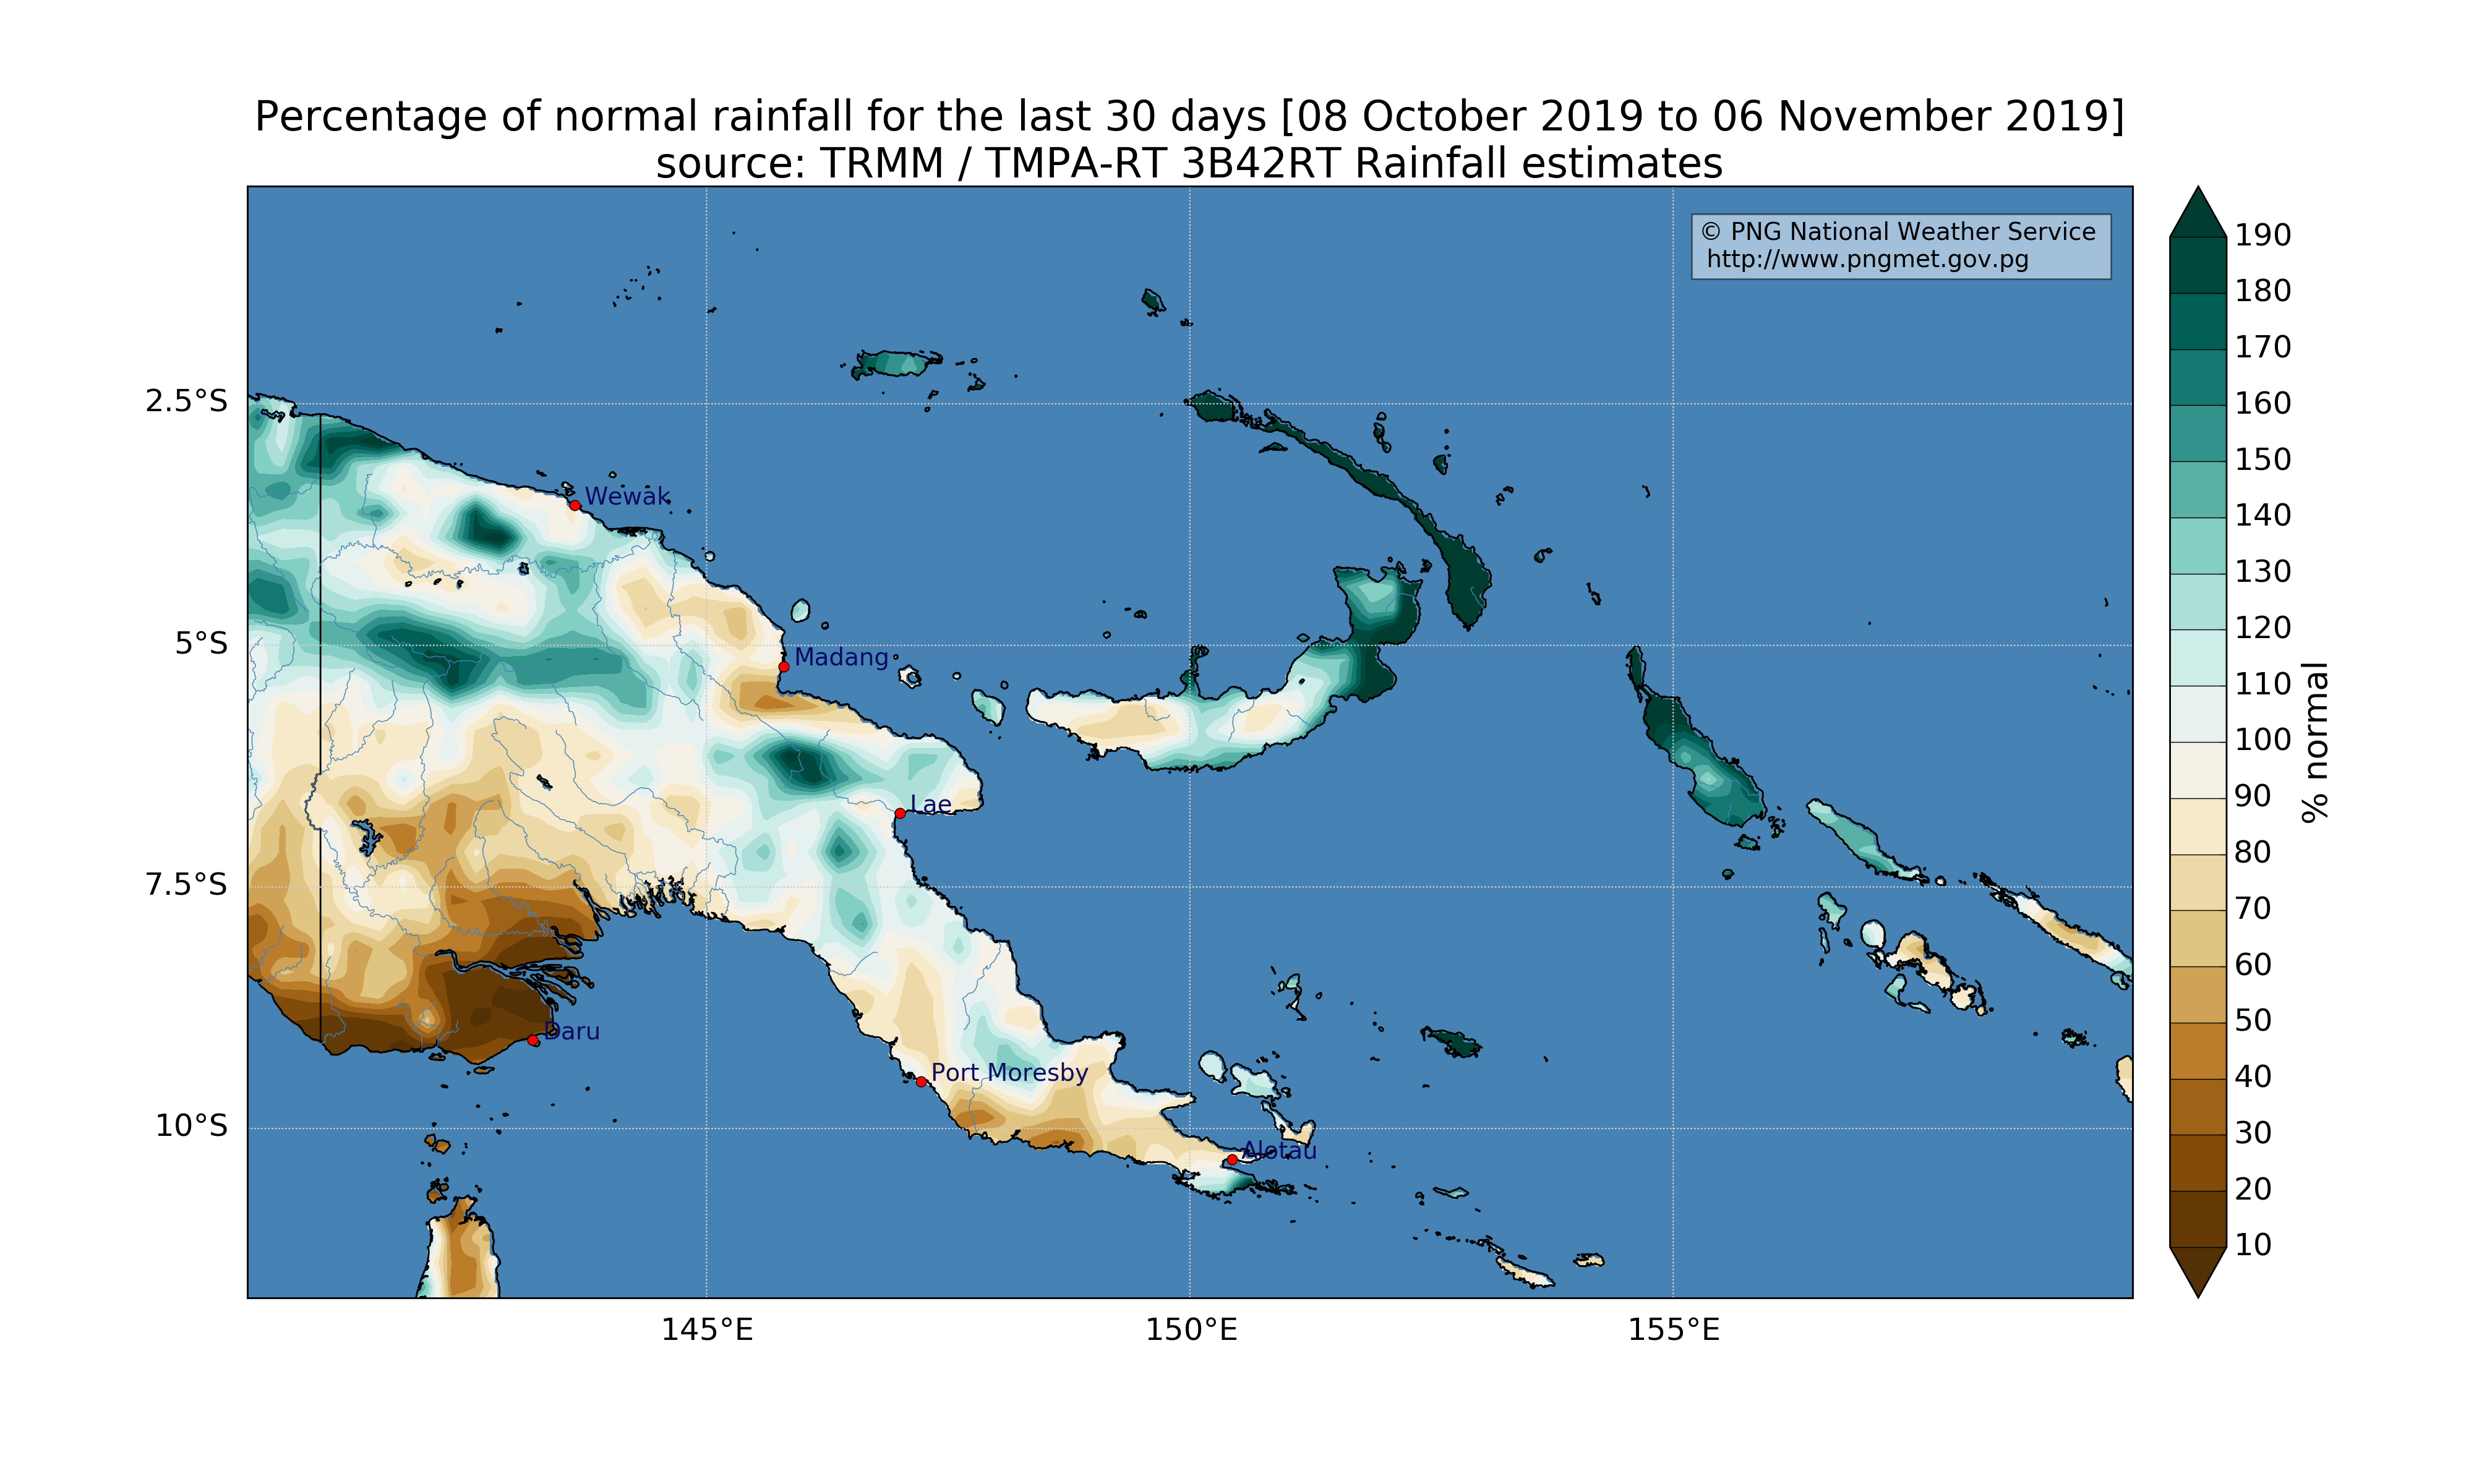 Percentage of normal rainfall for the last 30 days [08 October 2019 to 06 November 2019]
source: TRMM / TMPA-RT 3B42RT Rainfall estimates
© PNG National Weather Service
http://www.pngmet.gov.pg
2.5°S
5°S
7.5°S
10°S
Wewak
Madang
Lae
Daru
Port Moresby
Alotau
145°E
150°E
155°E
190
180
170
160
150
140
130
120
110
100
90
80
70
60
50
40
30
20
10
% normal